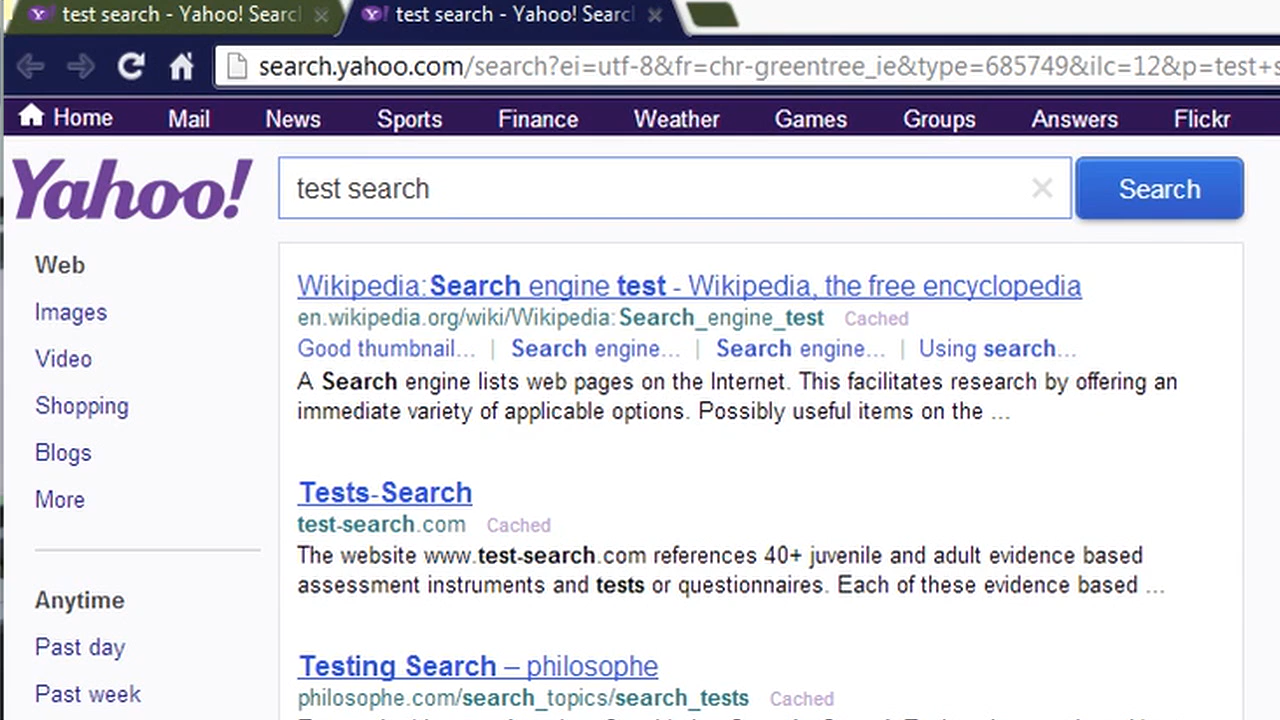 test search - Yahoo! Searc
test search - Yahoo! Searc
search.yahoo.com/search?ei=utf-8&fr=chr-greentree_ie&type=685749&ilc=12&p=test+s
Home Mail News Sports Finance Weather Games Groups Answers Flickr
Yahoo! test search Search
Web
Images
Video
Shopping
Blogs
More
Anytime
Past day
Past week
Wikipedia:Search engine test - Wikipedia, the free encyclopedia
en.wikipedia.org/wiki/Wikipedia:Search_engine_test Cached
Good thumbnail... | Search engine... | Search engine... | Using search...
A Search engine lists web pages on the Internet. This facilitates research by offering an
immediate variety of applicable options. Possibly useful items on the ...
Tests-Search
test-search.com Cached
The website www.test-search.com references 40+ juvenile and adult evidence based
assessment instruments and tests or questionnaires. Each of these evidence based ...
Testing Search – philosophe
philosophe.com/search_topics/search_tests Cached